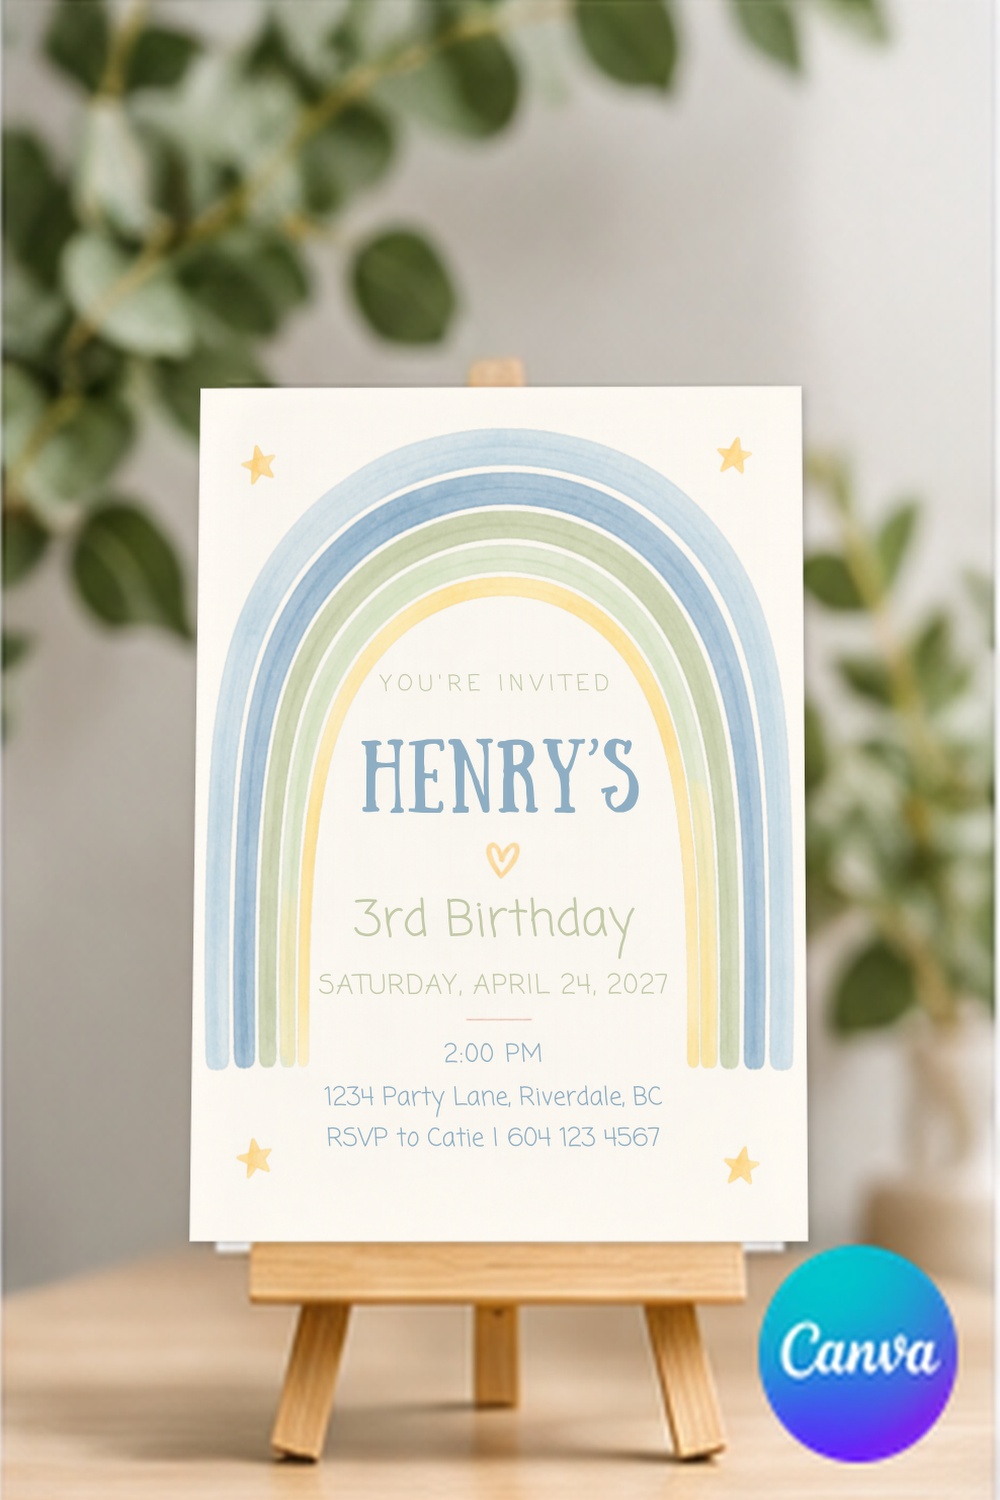 YOU'RE INVITED
HENRY'S
3rd Birthday
SATURDAY, APRIL 24, 2027
2:00 PM
1234 Party Lane, Riverdale, BC
RSVP to Catie | 604 123 4567
Canva